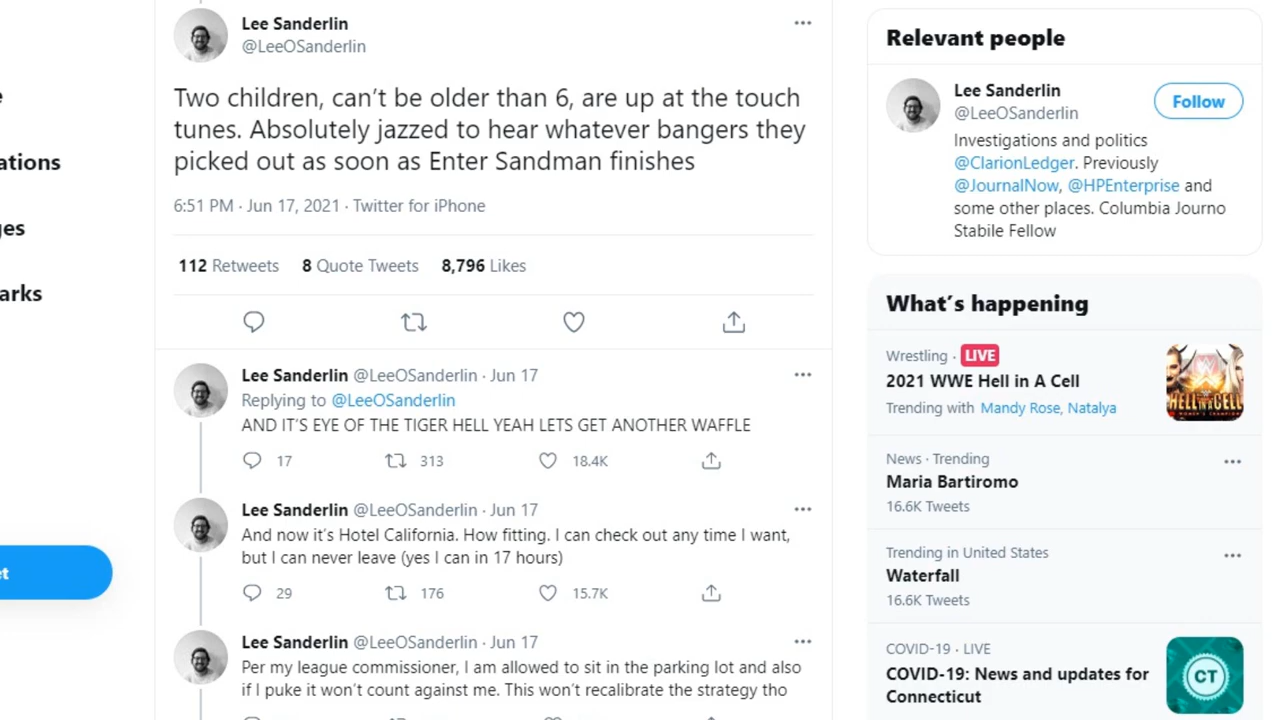 Lee Sanderlin
@LeeOSanderlin
Two children, can't be older than 6, are up at the touch
tunes. Absolutely jazzed to hear whatever bangers they
picked out as soon as Enter Sandman finishes
6:51 PM · Jun 17, 2021 · Twitter for iPhone
112 Retweets 8 Quote Tweets 8,796 Likes
Lee Sanderlin @LeeOSanderlin · Jun 17
Replying to @LeeOSanderlin
AND IT'S EYE OF THE TIGER HELL YEAH LETS GET ANOTHER WAFFLE
17 313 18.4K
Lee Sanderlin @LeeOSanderlin · Jun 17
And now it's Hotel California. How fitting. I can check out any time I want,
but I can never leave (yes I can in 17 hours)
29 176 15.7K
Lee Sanderlin @LeeOSanderlin · Jun 17
Per my league commissioner, I am allowed to sit in the parking lot and also
if I puke it won't count against me. This won't recalibrate the strategy tho
e
ations
ges
arks
et
Relevant people
Lee Sanderlin
@LeeOSanderlin
Follow
Investigations and politics
@ClarionLedger. Previously
@JournalNow, @HPEnterprise and
some other places. Columbia Journo
Stabile Fellow
What's happening
Wrestling · LIVE
2021 WWE Hell in A Cell
Trending with Mandy Rose, Natalya
HELL IN A CELL
News · Trending
Maria Bartiromo
16.6K Tweets
Trending in United States
Waterfall
16.6K Tweets
COVID-19 · LIVE
COVID-19: News and updates for
Connecticut
CT